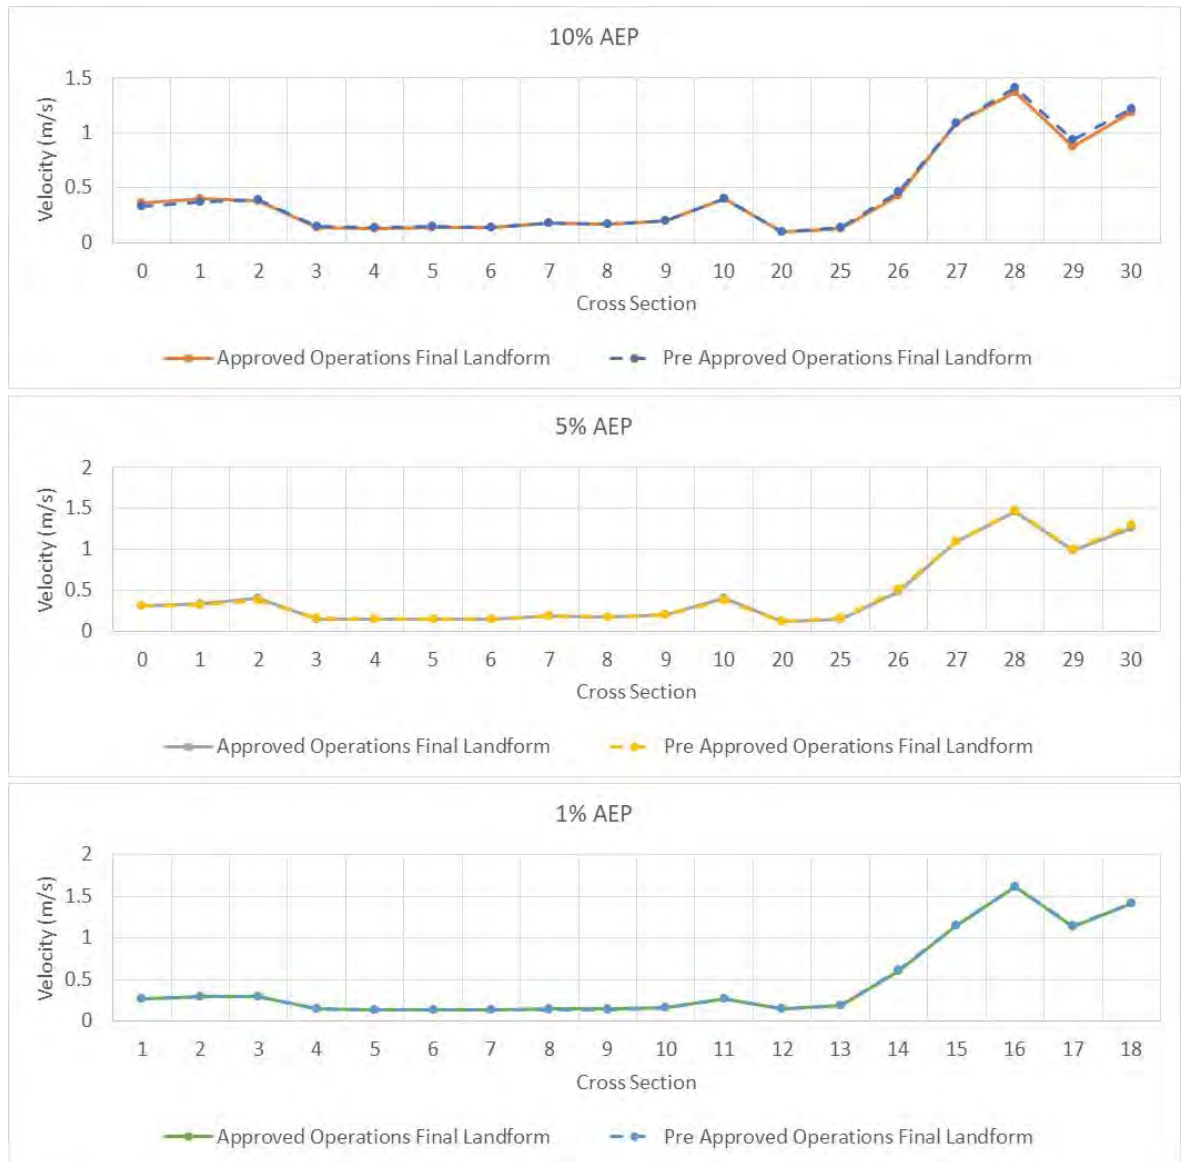 10% AEP
Velocity (m/s)
1.5
1
0.5
0
0 1 2 3 4 5 6 7 8 9 10 20 25 26 27 28 29 30
Cross Section
Approved Operations Final Landform Pre Approved Operations Final Landform
5% AEP
Velocity (m/s)
2
1.5
1
0.5
0
0 1 2 3 4 5 6 7 8 9 10 20 25 26 27 28 29 30
Cross Section
Approved Operations Final Landform Pre Approved Operations Final Landform
1% AEP
Velocity (m/s)
2
1.5
1
0.5
0
1 2 3 4 5 6 7 8 9 10 11 12 13 14 15 16 17 18
Cross Section
Approved Operations Final Landform Pre Approved Operations Final Landform